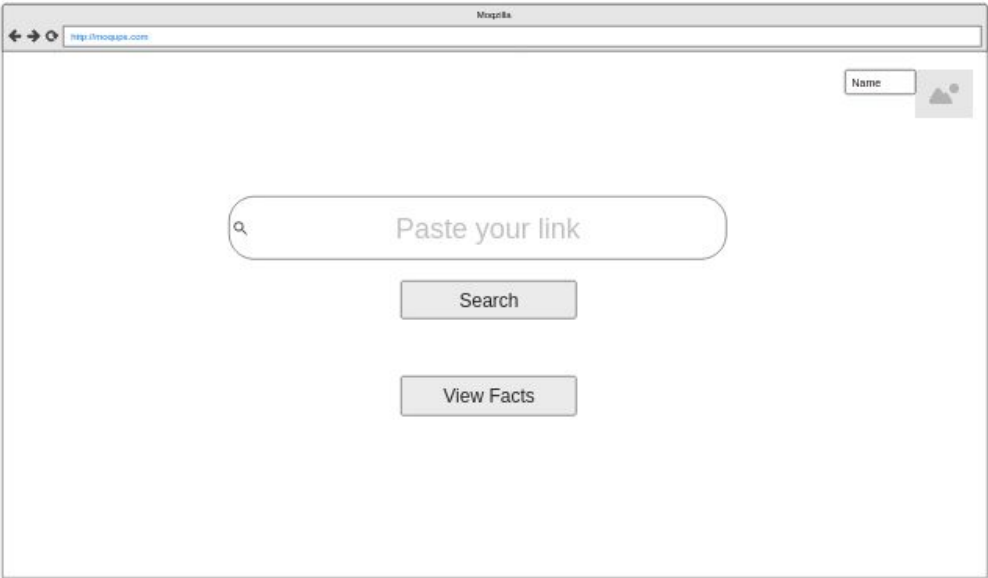 Moqzilla
http://moqups.com
Name
Paste your link
Search
View Facts